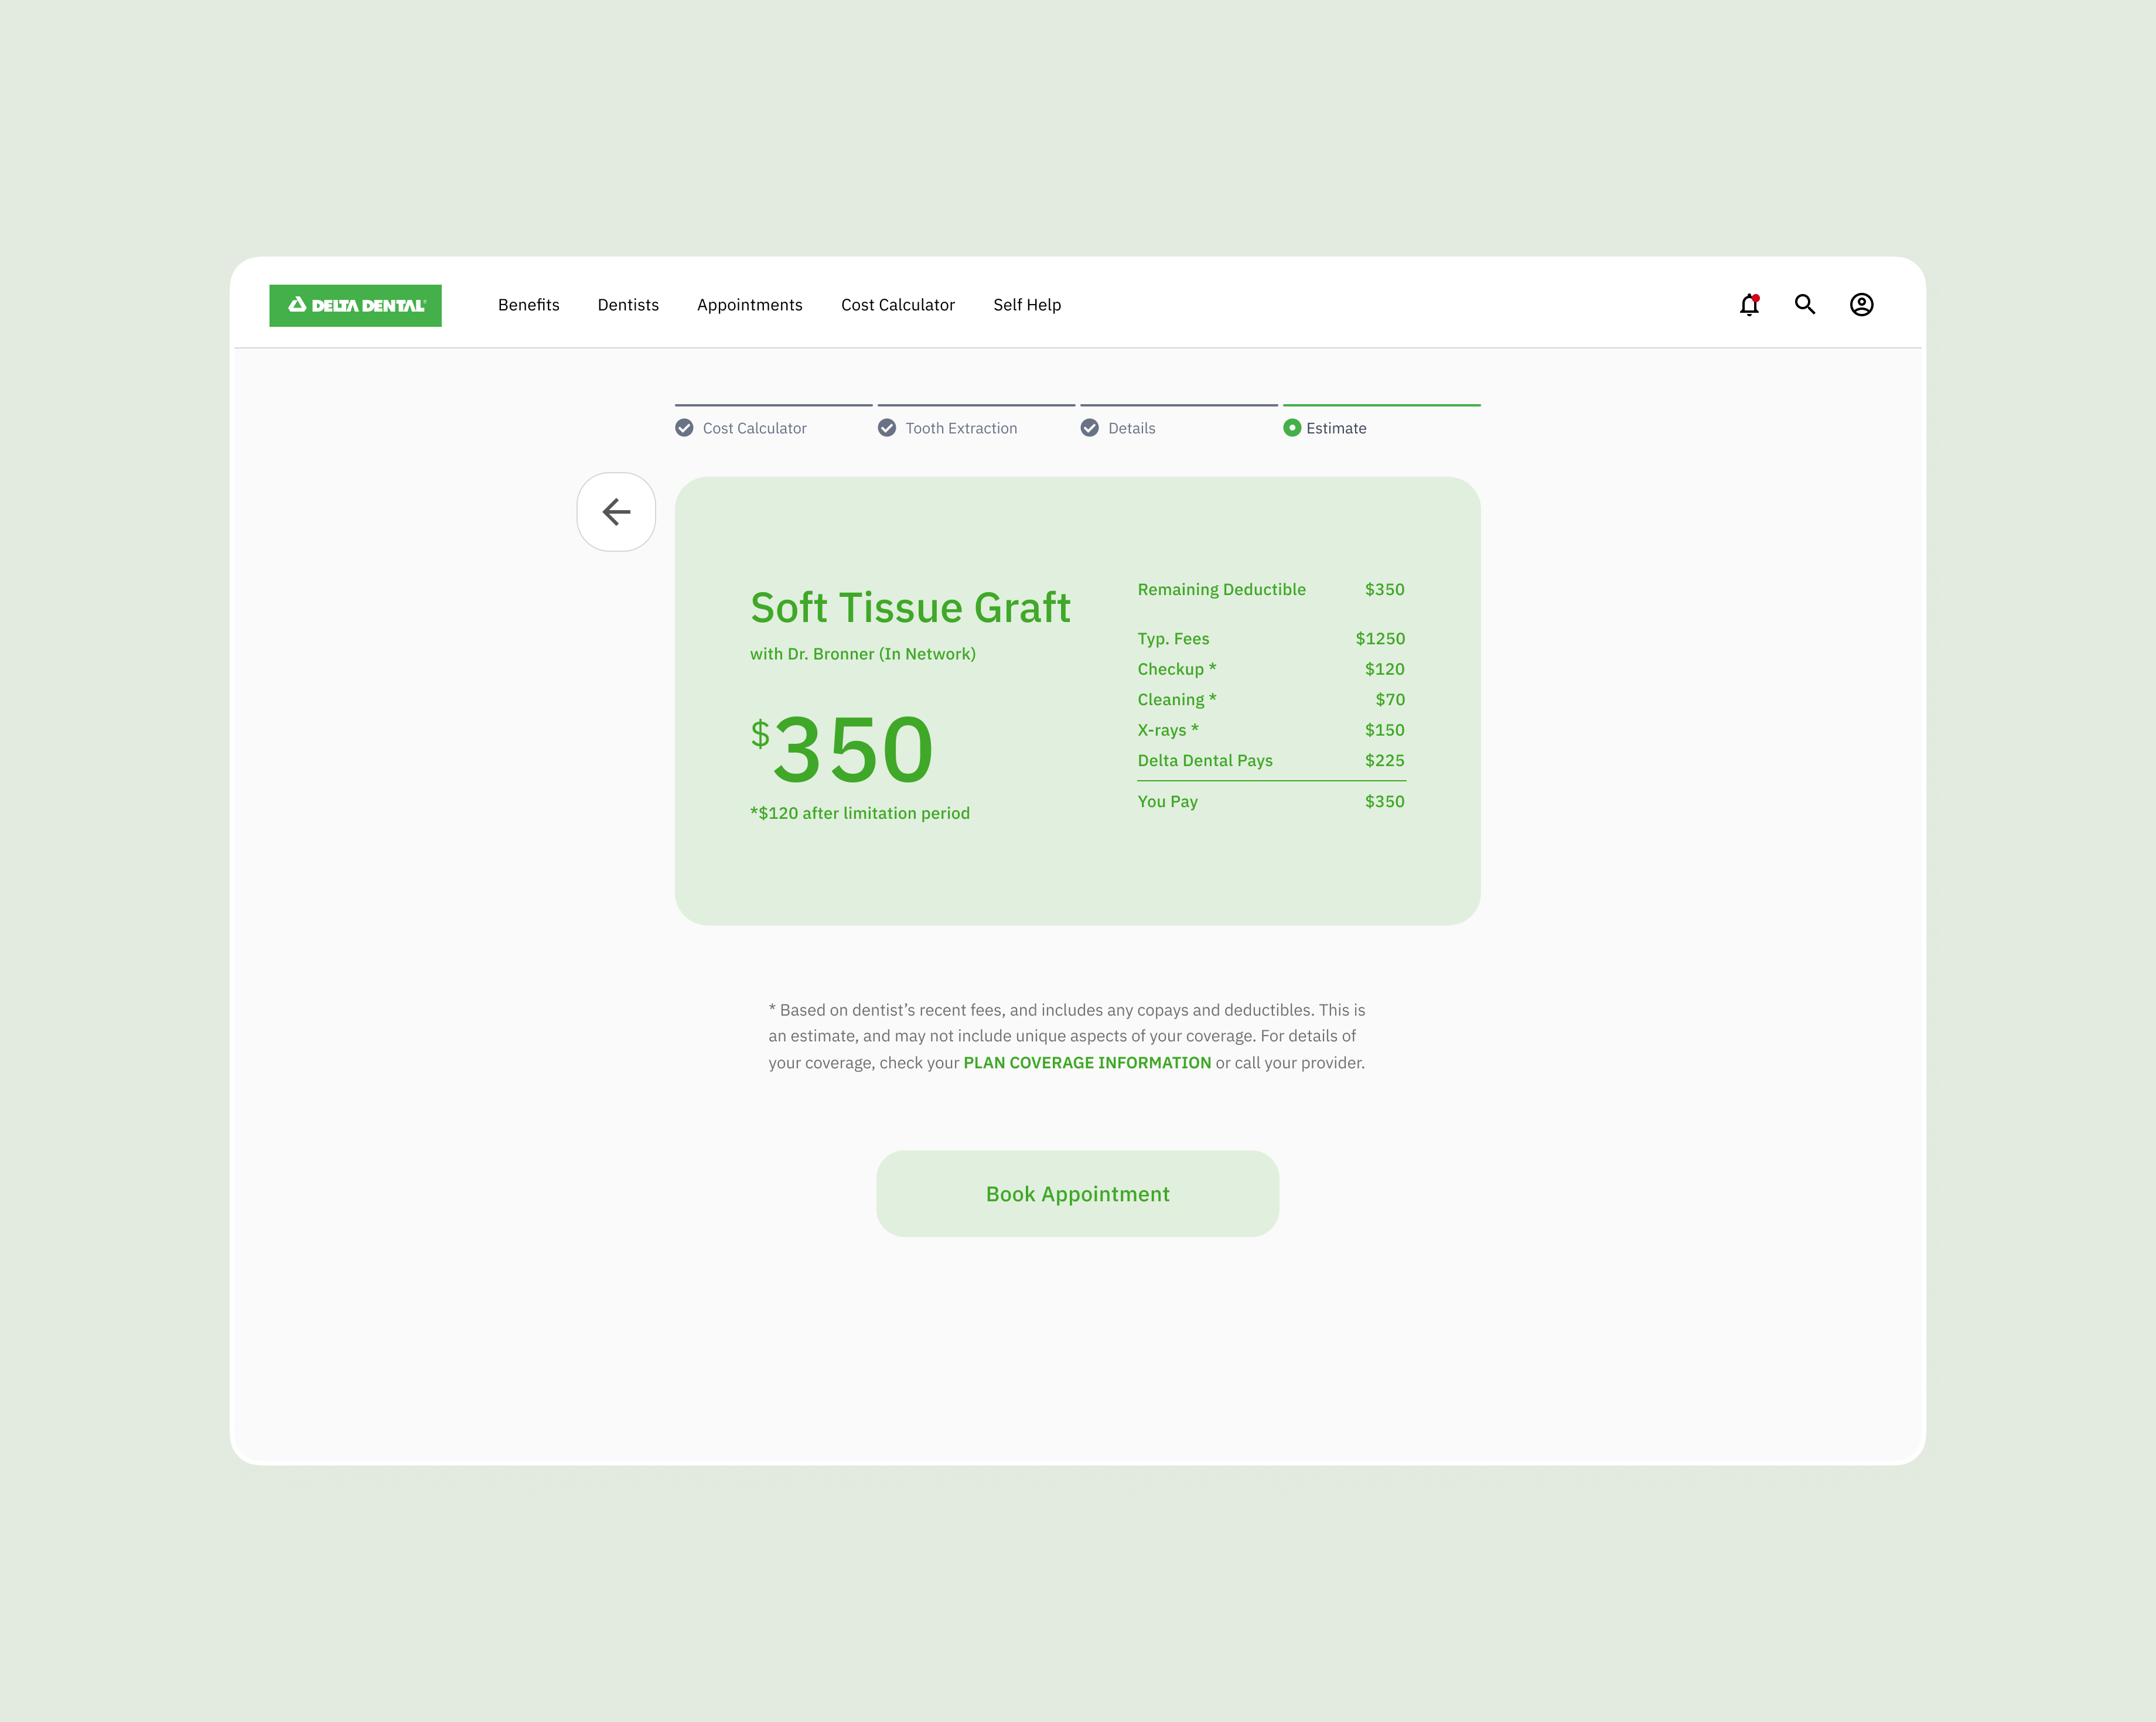 DELTA DENTAL®
Benefits
Dentists
Appointments
Cost Calculator
Self Help
Cost Calculator
Tooth Extraction
Details
Estimate
Soft Tissue Graft
with Dr. Bronner (In Network)
$350
*$120 after limitation period
Remaining Deductible $350
Typ. Fees $1250
Checkup * $120
Cleaning * $70
X-rays * $150
Delta Dental Pays $225
You Pay $350
* Based on dentist’s recent fees, and includes any copays and deductibles. This is
an estimate, and may not include unique aspects of your coverage. For details of
your coverage, check your PLAN COVERAGE INFORMATION or call your provider.
Book Appointment